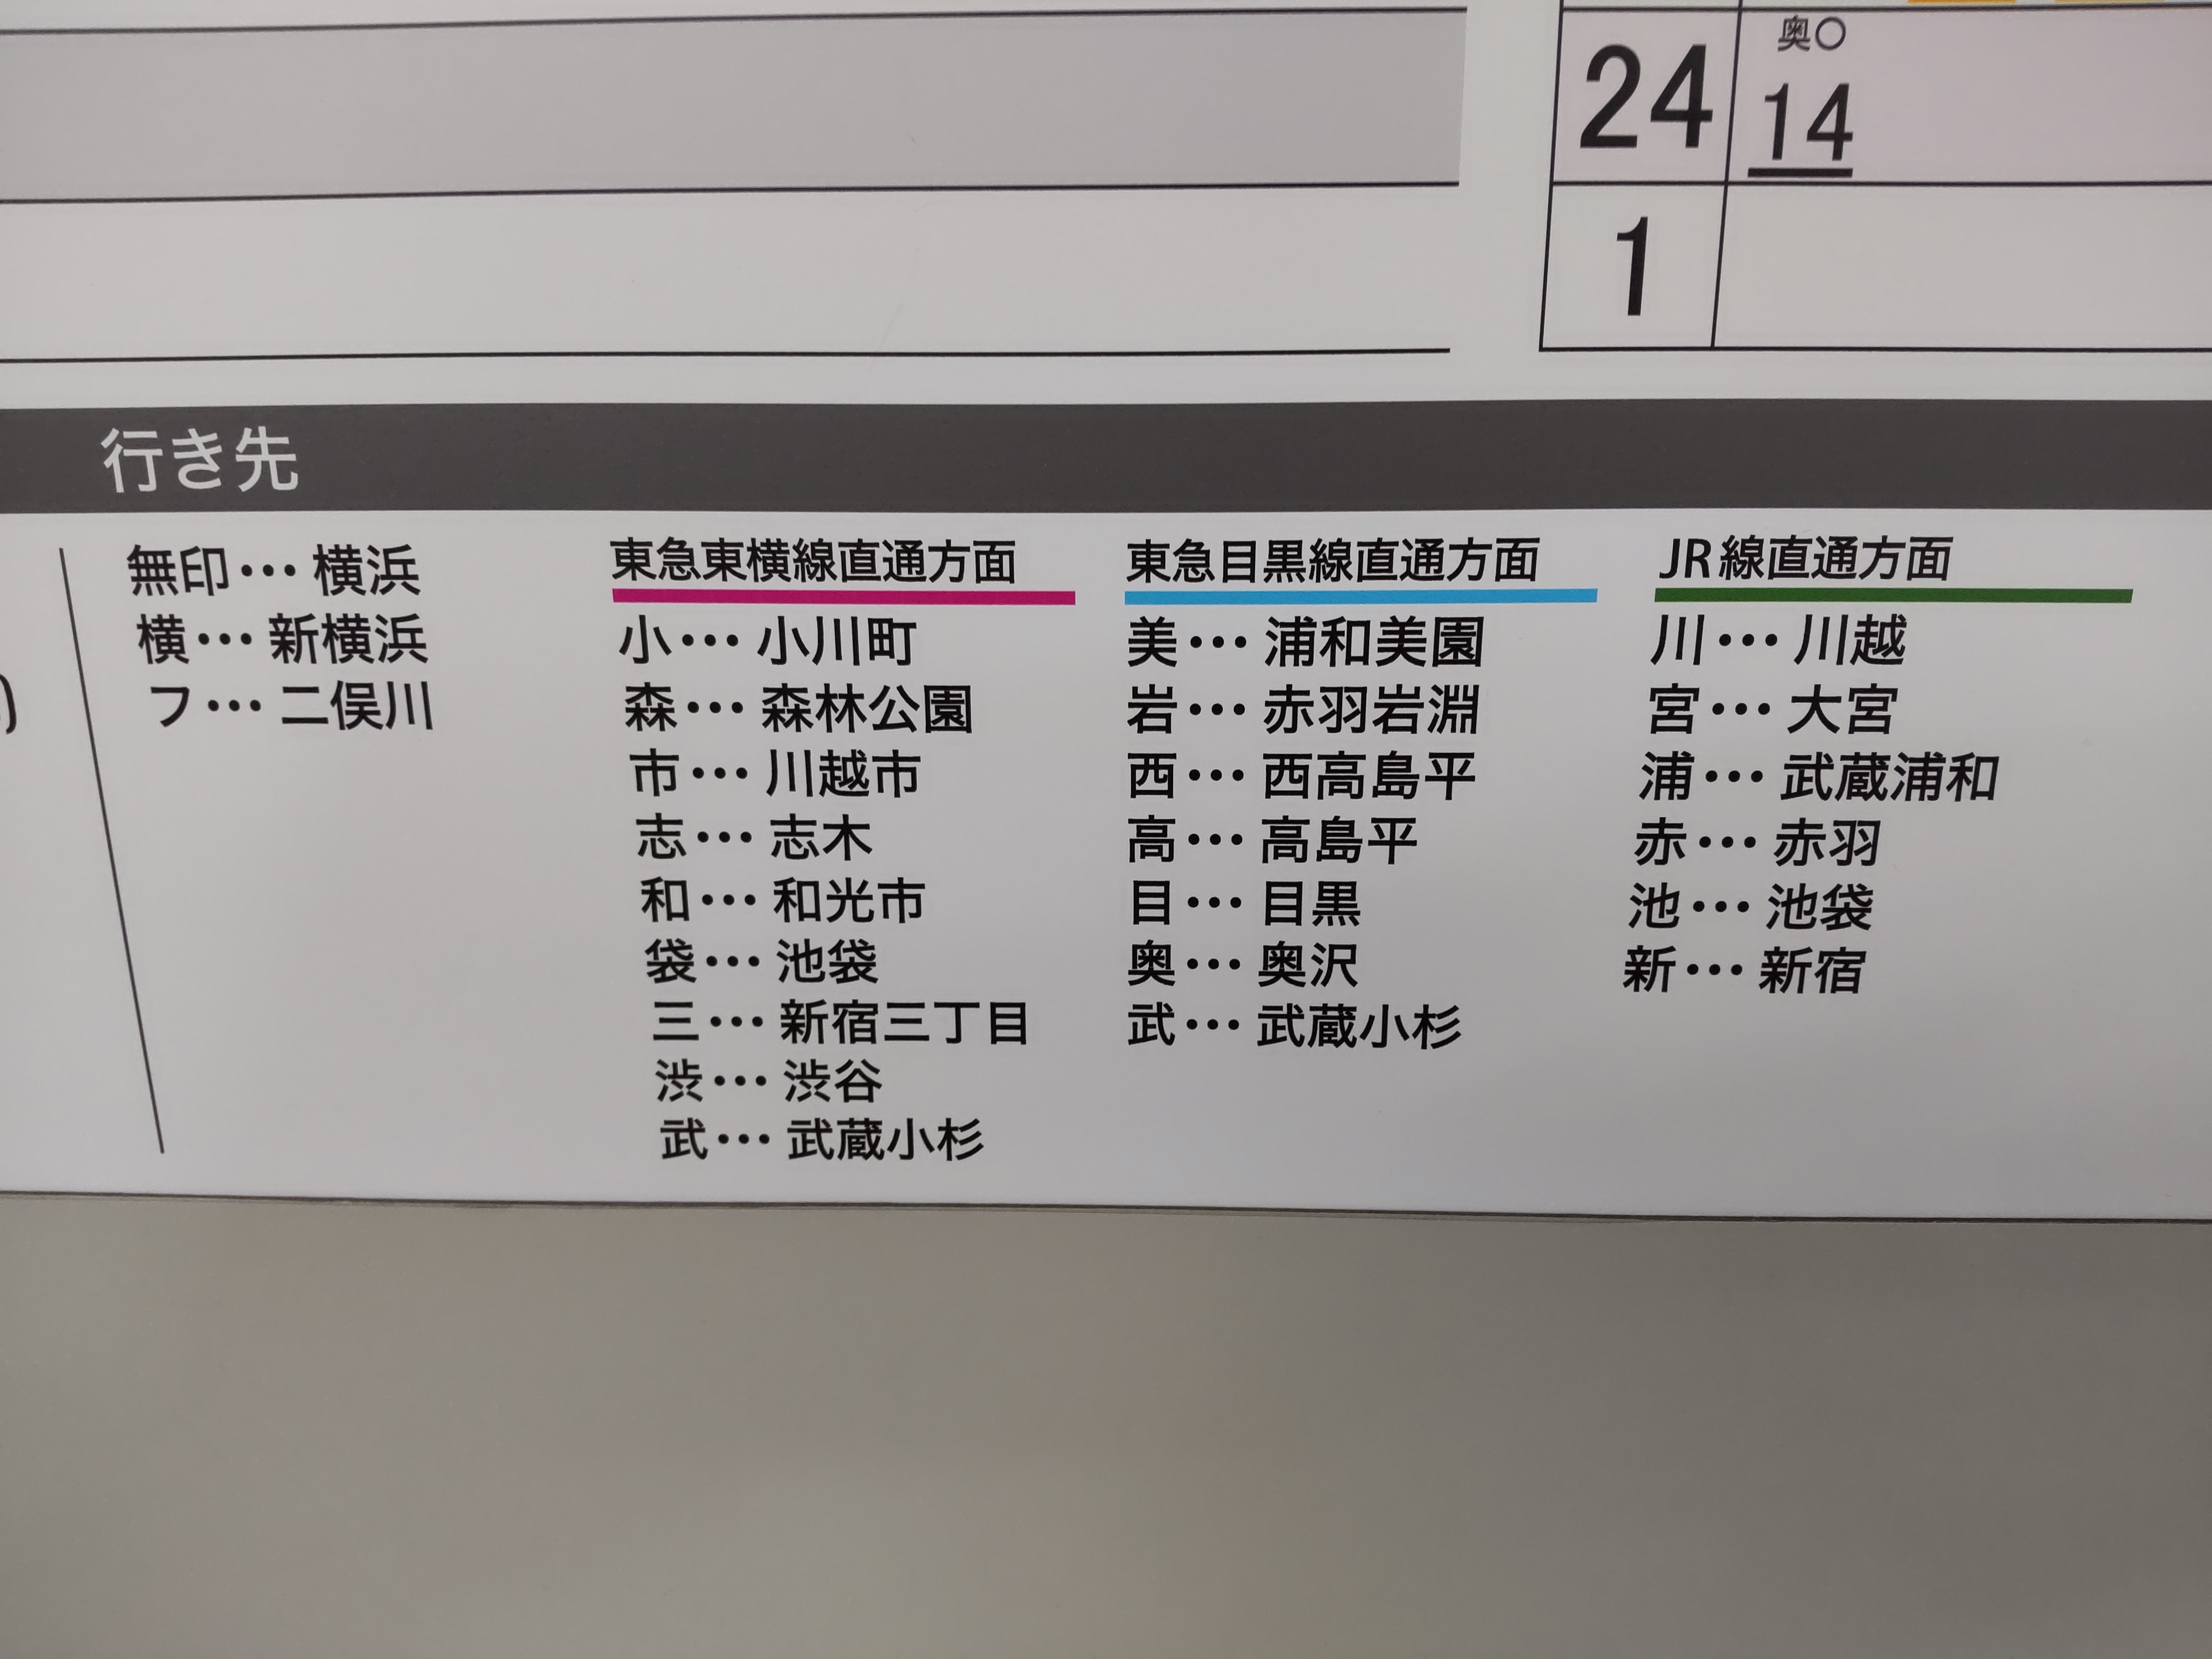 奥〇
24 14
1
行き先
無印… 横浜
横… 新横浜
フ… 二俣川
東急東横線直通方面
小… 小川町
森… 森林公園
市… 川越市
志… 志木
和… 和光市
袋… 池袋
三… 新宿三丁目
渋… 渋谷
武… 武蔵小杉
東急目黒線直通方面
美… 浦和美園
岩… 赤羽岩淵
西… 西高島平
高… 高島平
目… 目黒
奥… 奥沢
武… 武蔵小杉
JR線直通方面
川… 川越
宮… 大宮
浦… 武蔵浦和
赤… 赤羽
池… 池袋
新… 新宿